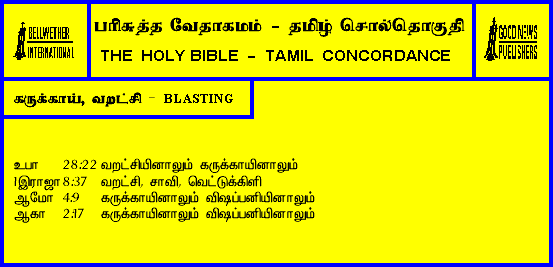 BELLWETHER
INTERNATIONAL
பரிசுத்த வேதாகமம் - தமிழ் சொல்தொகுதி
THE HOLY BIBLE - TAMIL CONCORDANCE
GOOD NEWS
PUBLISHERS
கருக்காய், வறட்சி - BLASTING
உபா 28:22 வறட்சியினாலும் கருக்காயினாலும்
1இராஜா 8:37 வறட்சி, சாவி, வெட்டுக்கிளி
ஆமோ 4:9 கருக்காயினாலும் விஷப்பனியினாலும்
ஆகா 2:17 கருக்காயினாலும் விஷப்பனியினாலும்